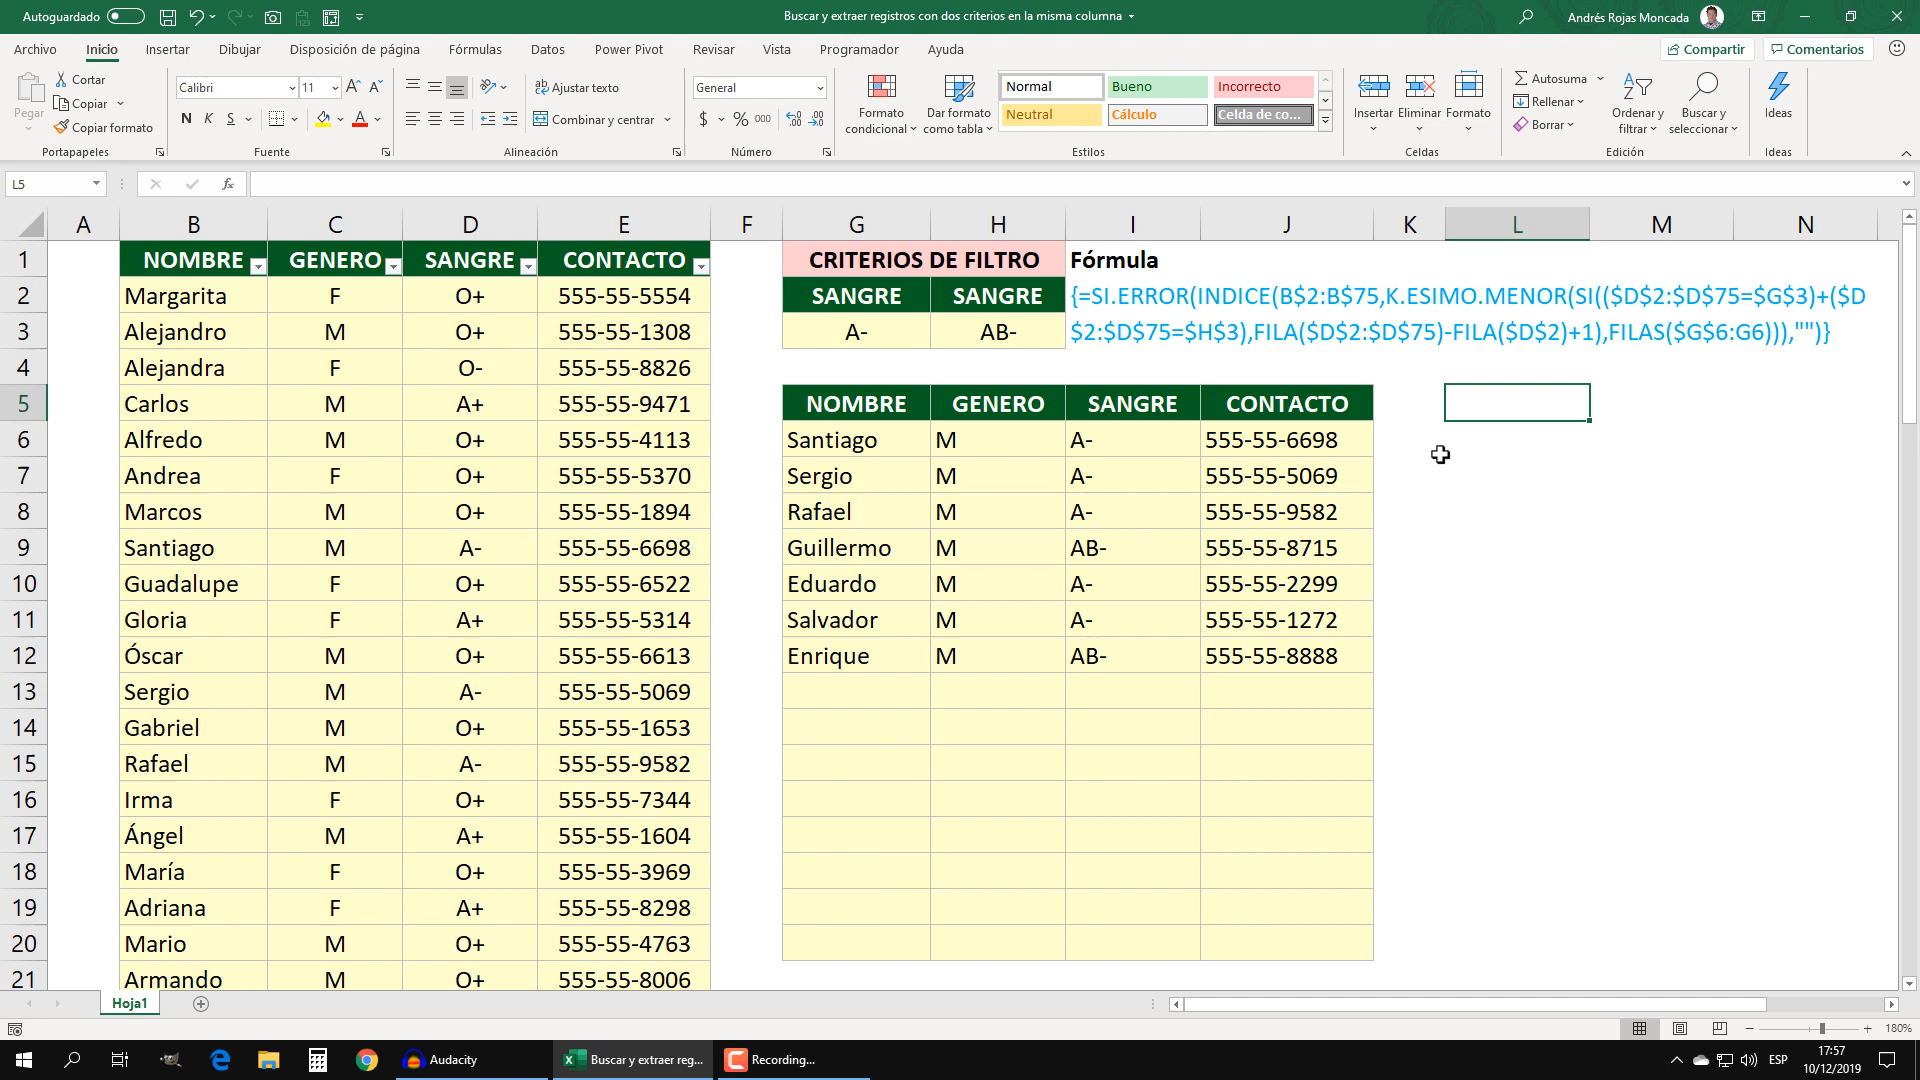 Autoguardado
Buscar y extraer registros con dos criterios en la misma columna
Andrés Rojas Moncada
Archivo Inicio Insertar Dibujar Disposición de página Fórmulas Datos Power Pivot Revisar Vista Programador Ayuda Compartir Comentarios
Pegar
Cortar
Copiar
Copiar formato
Portapapeles
Calibri 11
N K S
Fuente
Ajustar texto
Combinar y centrar
Alineación
General
$ % 000
Número
Formato condicional
Dar formato como tabla
Normal Bueno Incorrecto
Neutral Cálculo Celda de co...
Estilos
Insertar Eliminar Formato
Celdas
Autosuma
Rellenar
Borrar
Ordenar y filtrar
Buscar y seleccionar
Edición
Ideas
Ideas
L5 fx
A B C D E F G H I J K L M N
1 NOMBRE GENERO SANGRE CONTACTO CRITERIOS DE FILTRO Fórmula
2 Margarita F O+ 555-55-5554 SANGRE SANGRE {=SI.ERROR(INDICE(B$2:B$75,K.ESIMO.MENOR(SI(($D$2:$D$75=$G$3)+($D
3 Alejandro M O+ 555-55-1308 A- AB- $2:$D$75=$H$3),FILA($D$2:$D$75)-FILA($D$2)+1),FILAS($G$6:G6))),"")}
4 Alejandra F O- 555-55-8826
5 Carlos M A+ 555-55-9471 NOMBRE GENERO SANGRE CONTACTO
6 Alfredo M O+ 555-55-4113 Santiago M A- 555-55-6698
7 Andrea F O+ 555-55-5370 Sergio M A- 555-55-5069
8 Marcos M O+ 555-55-1894 Rafael M A- 555-55-9582
9 Santiago M A- 555-55-6698 Guillermo M AB- 555-55-8715
10 Guadalupe F O+ 555-55-6522 Eduardo M A- 555-55-2299
11 Gloria F A+ 555-55-5314 Salvador M A- 555-55-1272
12 Óscar M O+ 555-55-6613 Enrique M AB- 555-55-8888
13 Sergio M A- 555-55-5069
14 Gabriel M O+ 555-55-1653
15 Rafael M A- 555-55-9582
16 Irma F O+ 555-55-7344
17 Ángel M A+ 555-55-1604
18 María F O+ 555-55-3969
19 Adriana F A+ 555-55-8298
20 Mario M O+ 555-55-4763
21 Armando M O+ 555-55-8006
Hoja1
180%
Audacity Buscar y extraer reg... Recording... ESP
17:57
10/12/2019